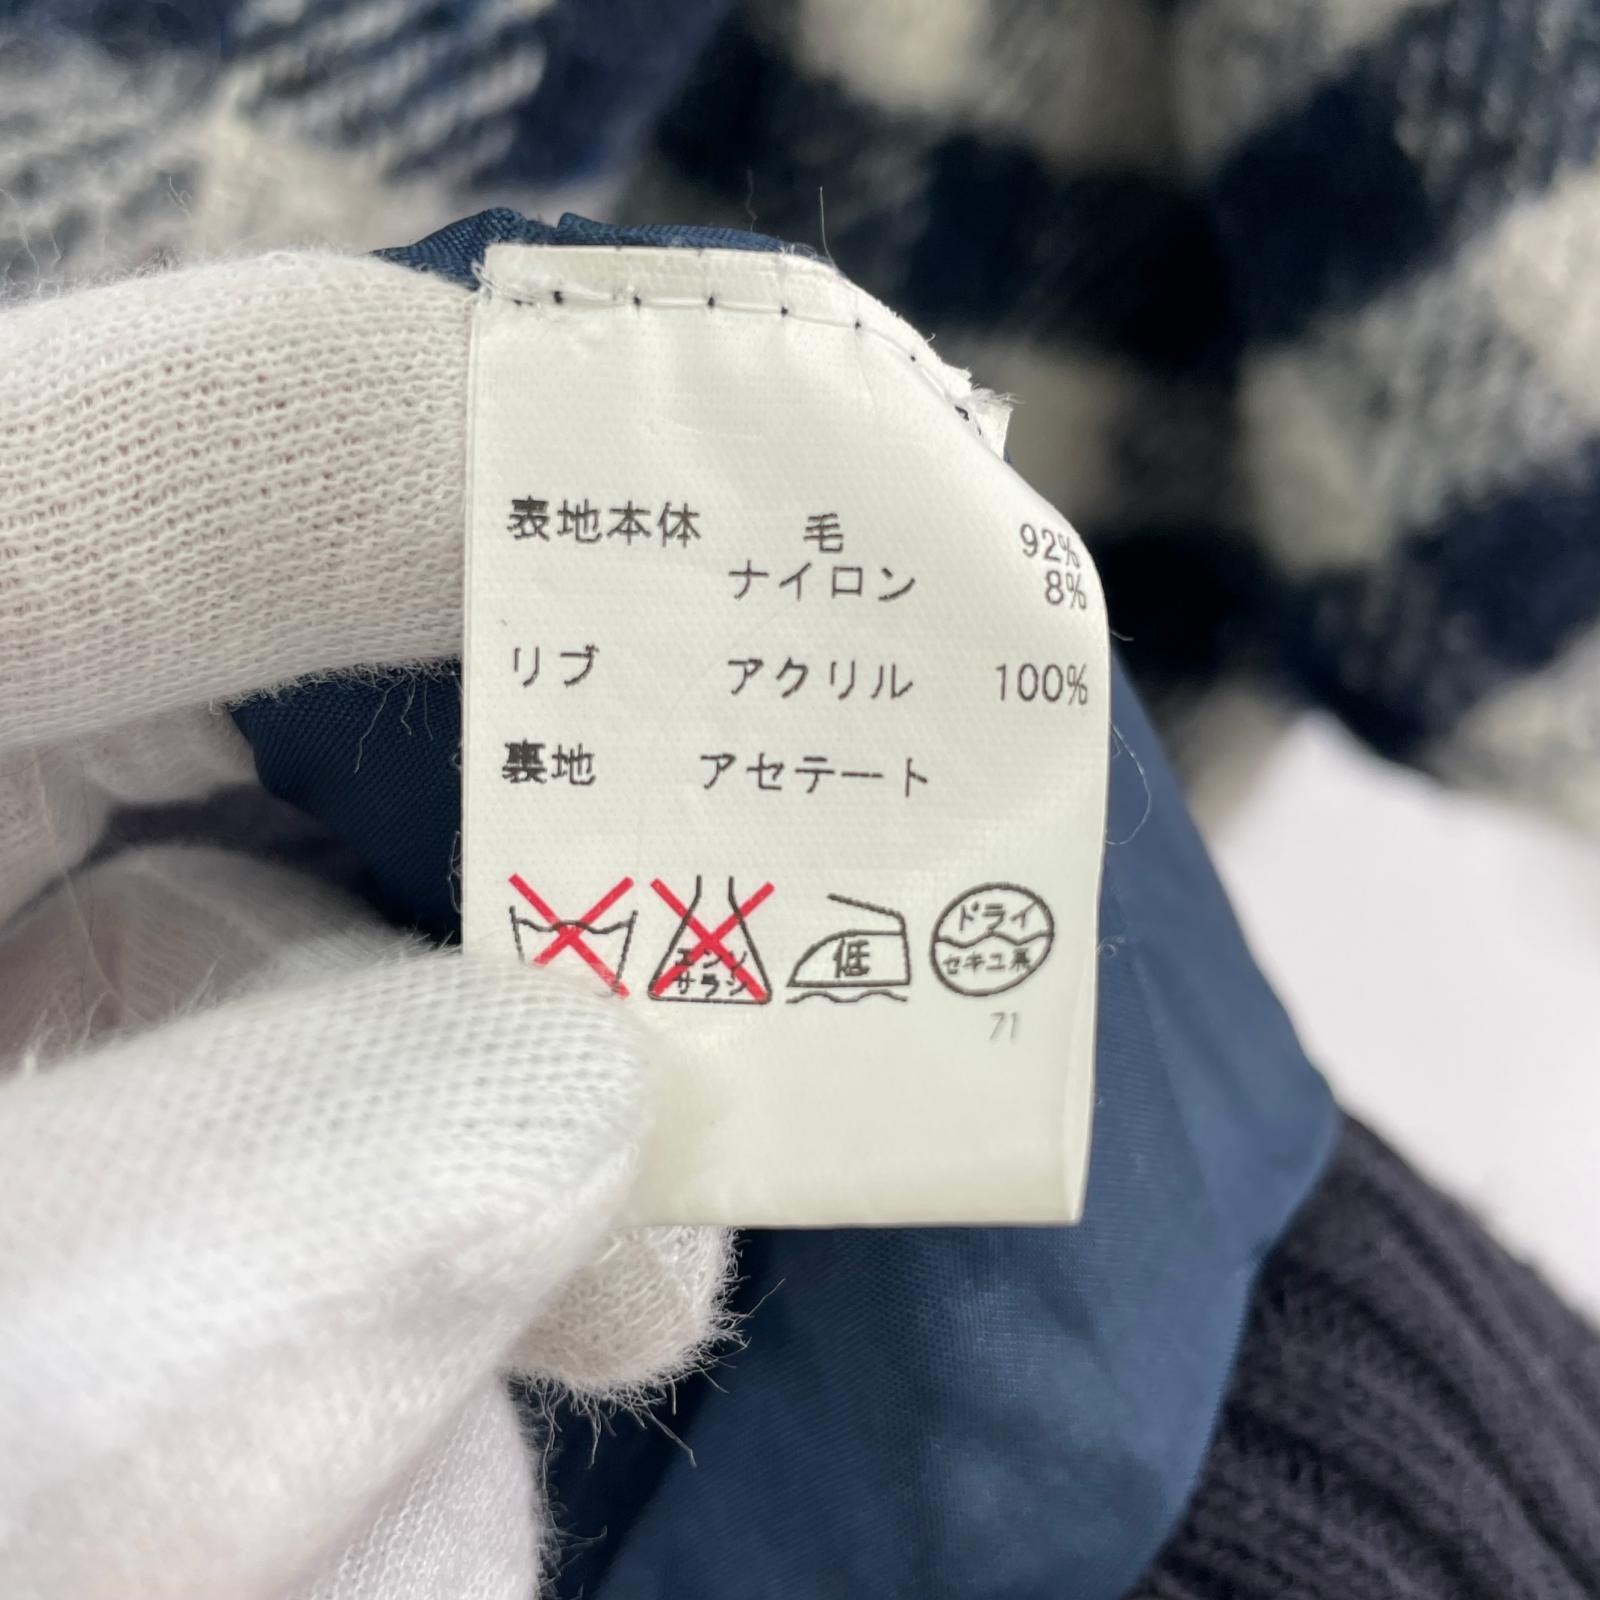 表地本体 毛 92%
ナイロン 8%
リブ アクリル 100%
裏地 アセテート
エンソ
サラシ
低
ドライ
セキユ系
71